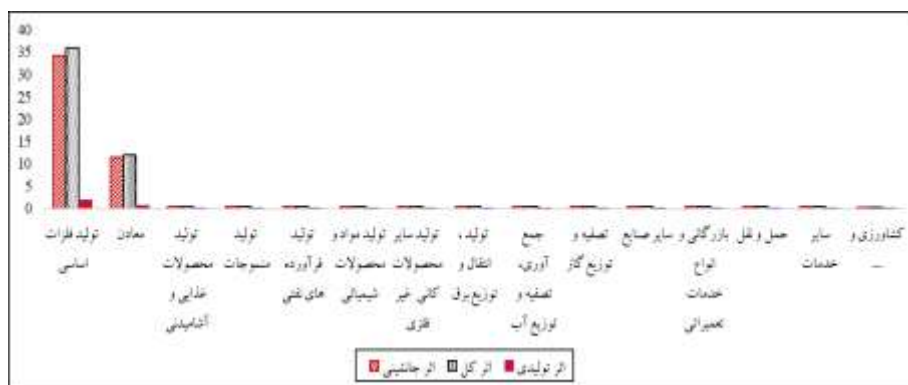 40
35
30
25
20
15
10
5
0
تولید فلزات اساسی
معادن
تولید محصولات غذایی و آشامیدنی
تولید منسوجات
تولید فرآورده های نفتی
تولید مواد و محصولات شیمیائی
تولید سایر محصولات کانی غیر فلزی
تولید ، انتقال و توزیع برق
جمع آوری، تصفیه و توزیع آب
تصفیه و توزیع گاز
سایر صنایع
بازرگانی و انواع خدمات تعمیراتی
حمل و نقل
سایر خدمات
کشاورزی و ...
اثر جانشینی
اثر کل
اثر تولیدی